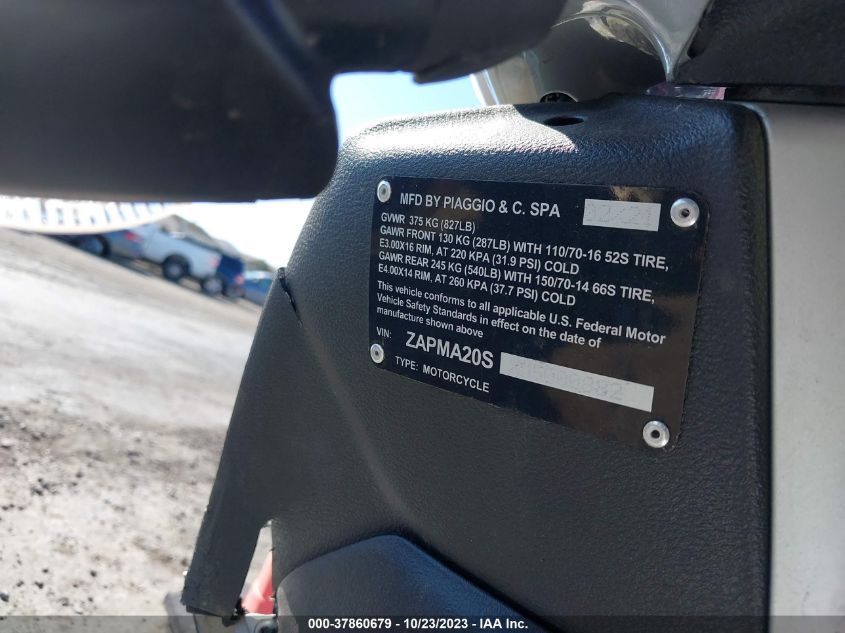 MFD BY PIAGGIO & C. SPA
GVWR 375 KG (827LB)
GAWR FRONT 130 KG (287LB) WITH 110/70-16 52S TIRE,
E3.00X16 RIM, AT 220 KPA (31.9 PSI) COLD
GAWR REAR 245 KG (540LB) WITH 150/70-14 66S TIRE,
E4.00X14 RIM, AT 260 KPA (37.7 PSI) COLD
This vehicle conforms to all applicable U.S. Federal Motor
Vehicle Safety Standards in effect on the date of
manufacture shown above
VIN: ZAPMA20S
TYPE: MOTORCYCLE
000-37860679 - 10/23/2023 - IAA Inc.